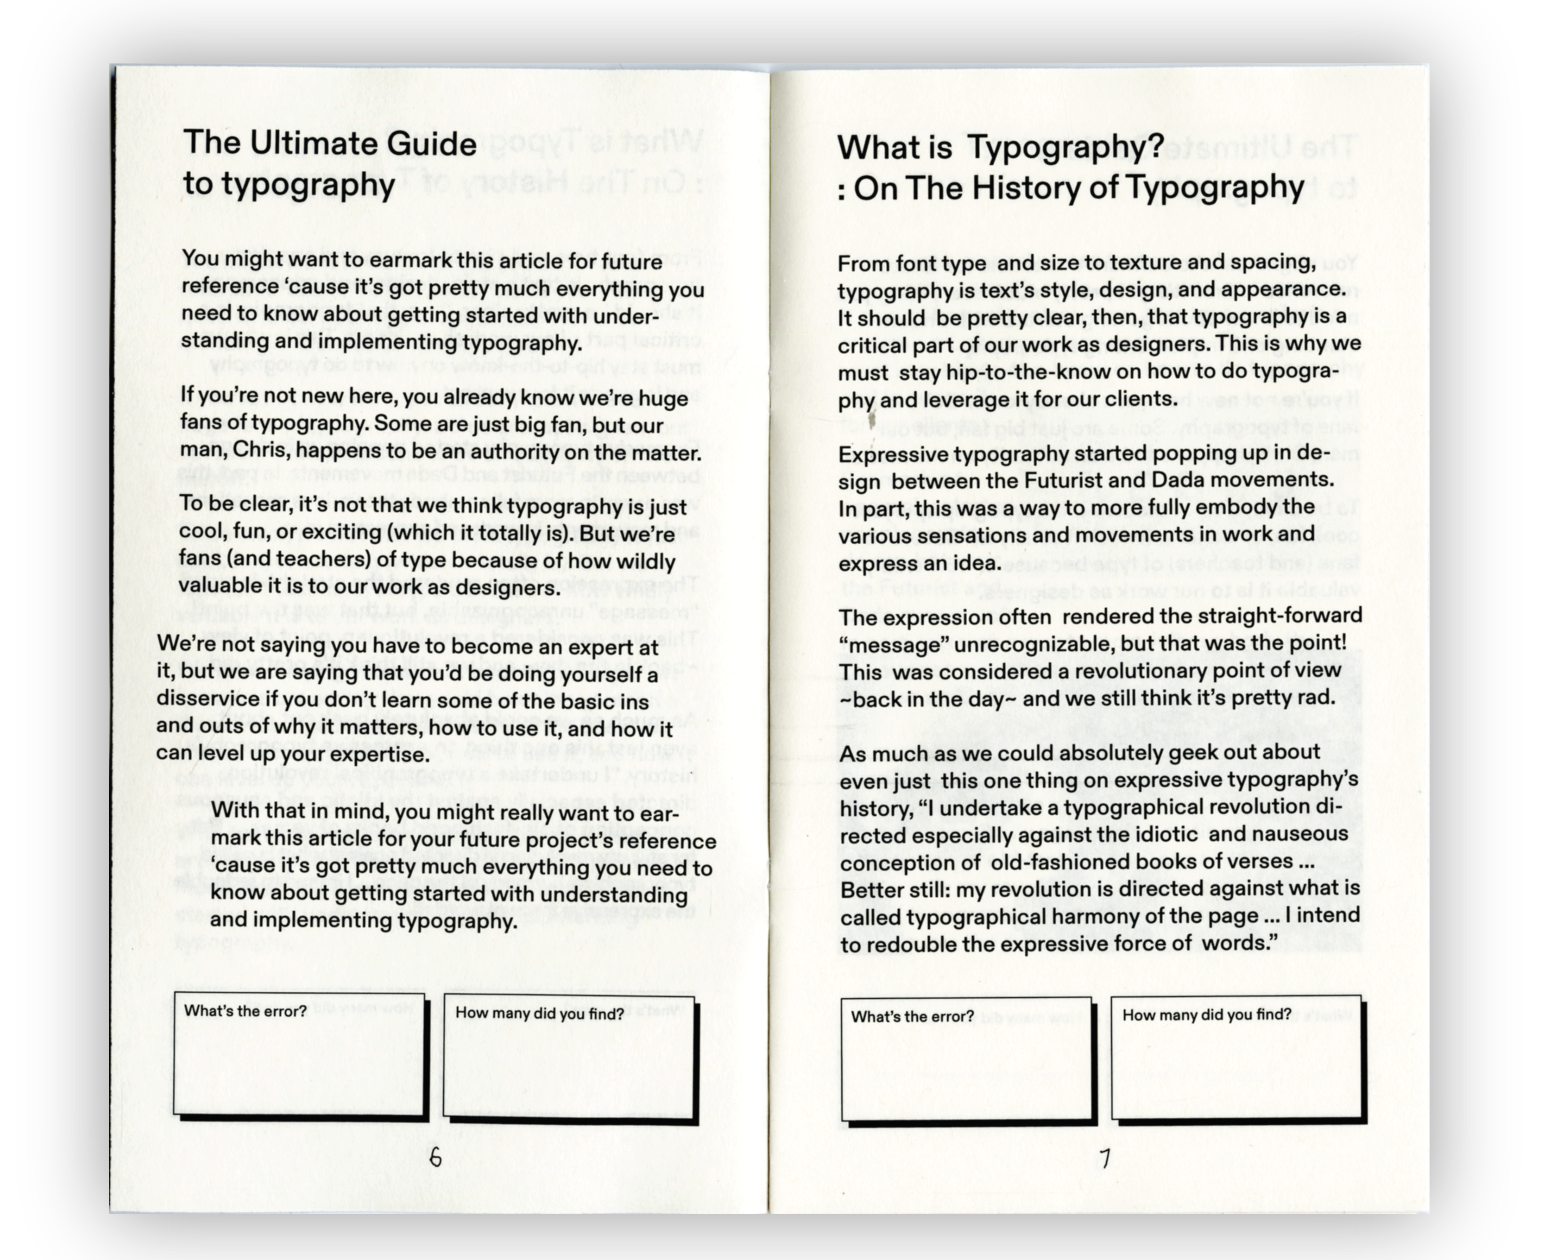 The Ultimate Guide
to typography
You might want to earmark this article for future
reference ‘cause it’s got pretty much everything you
need to know about getting started with under-
standing and implementing typography.
If you’re not new here, you already know we’re huge
fans of typography. Some are just big fan, but our
man, Chris, happens to be an authority on the matter.
To be clear, it’s not that we think typography is just
cool, fun, or exciting (which it totally is). But we’re
fans (and teachers) of type because of how wildly
valuable it is to our work as designers.
We’re not saying you have to become an expert at
it, but we are saying that you’d be doing yourself a
disservice if you don’t learn some of the basic ins
and outs of why it matters, how to use it, and how it
can level up your expertise.
With that in mind, you might really want to ear-
mark this article for your future project’s reference
‘cause it’s got pretty much everything you need to
know about getting started with understanding
and implementing typography.
What’s the error?
How many did you find?
6
What is  Typography?
: On The History of Typography
From font type  and size to texture and spacing,
typography is text’s style, design, and appearance.
It should  be pretty clear, then, that typography is a
critical part of our work as designers. This is why we
must  stay hip-to-the-know on how to do typogra-
phy and leverage it for our clients.
Expressive typography started popping up in de-
sign  between the Futurist and Dada movements.
In part, this was a way to more fully embody the
various sensations and movements in work and
express an idea.
The expression often  rendered the straight-forward
“message” unrecognizable, but that was the point!
This  was considered a revolutionary point of view
~back in the day~ and we still think it’s pretty rad.
As much as we could absolutely geek out about
even just  this one thing on expressive typography’s
history, “I undertake a typographical revolution di-
rected especially against the idiotic  and nauseous
conception of  old-fashioned books of verses ...
Better still: my revolution is directed against what is
called typographical harmony of the page ... I intend
to redouble the expressive force of  words.”
What’s the error?
How many did you find?
7